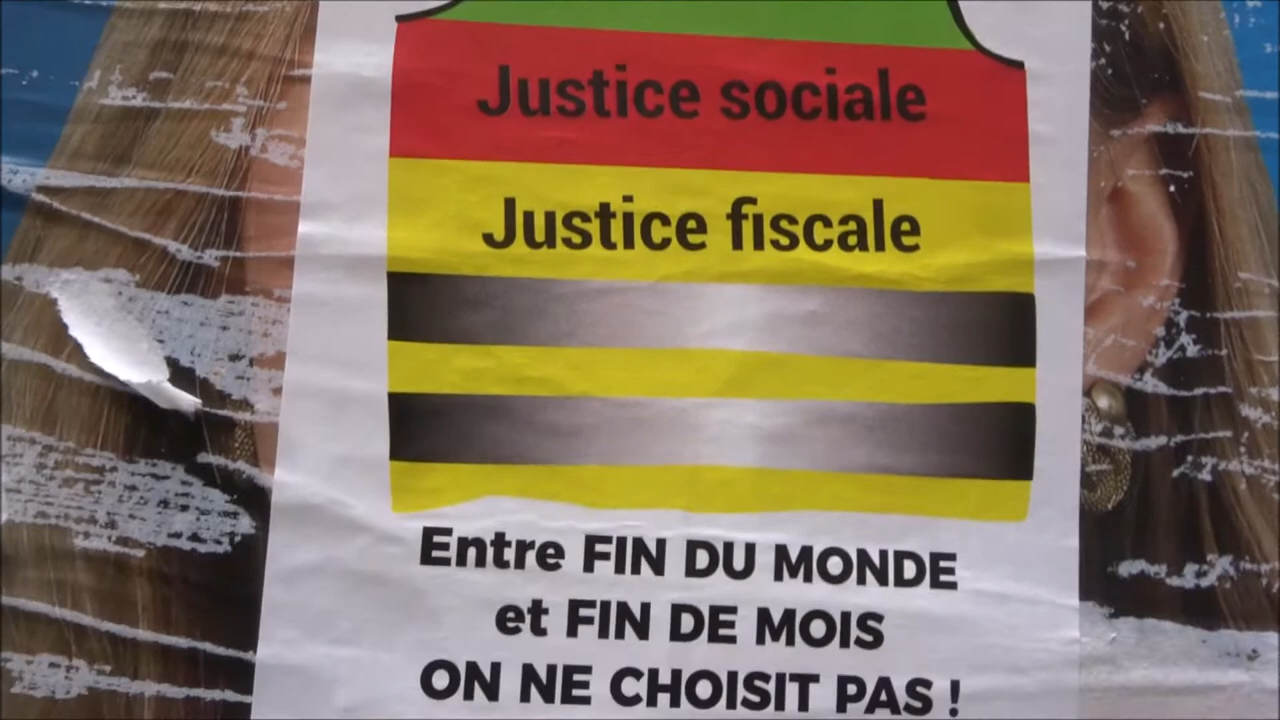 Justice sociale
Justice fiscale
Entre FIN DU MONDE
et FIN DE MOIS
ON NE CHOISIT PAS !